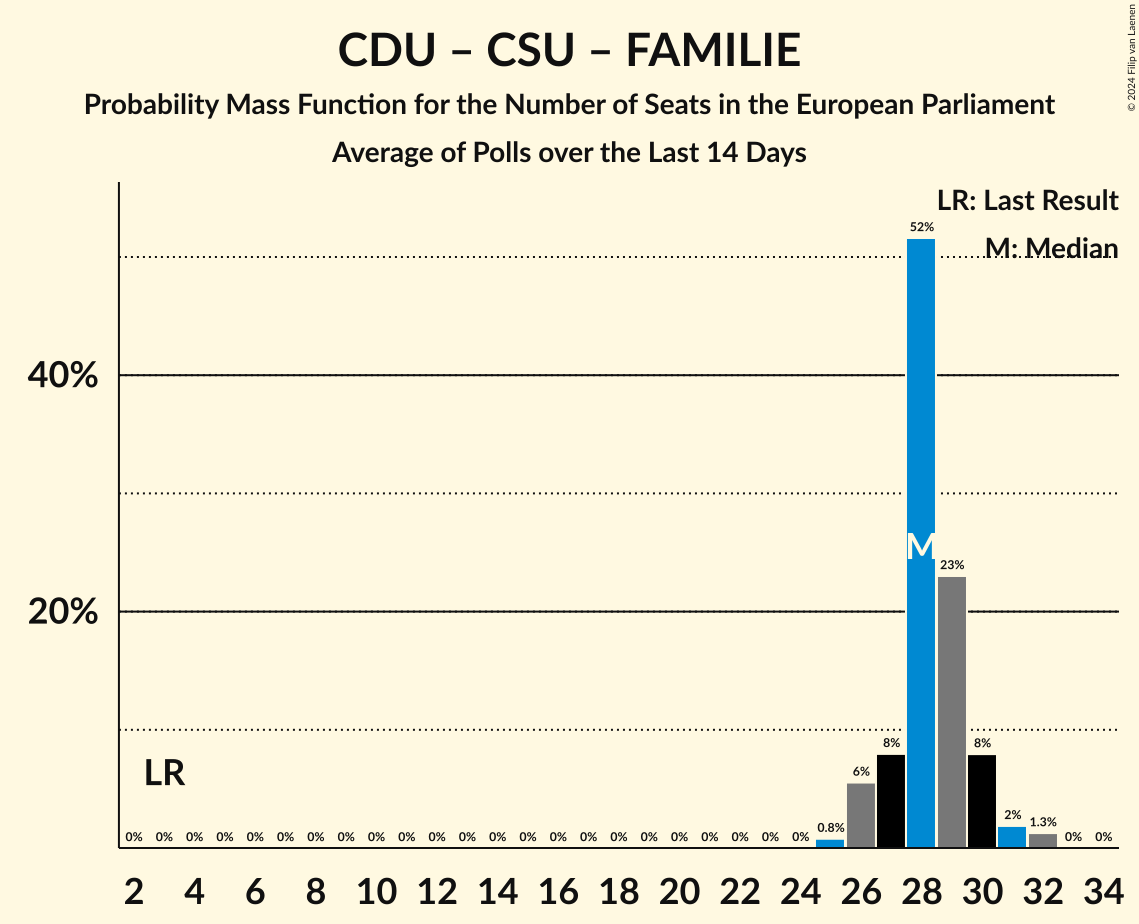 CDU – CSU – FAMILIE
Probability Mass Function for the Number of Seats in the European Parliament
Average of Polls over the Last 14 Days
© 2024 Filip van Laenen
LR: Last Result
M: Median
52%
40%
M
23%
20%
8% 8%
6%
LR
0% 0% 0% 0% 0% 0% 0% 0% 0% 0% 0% 0% 0% 0% 0% 0% 0% 0% 0% 0% 0% 0% 0% 0.8% 2% 1.3% 0% 0%
2 4 6 8 10 12 14 16 18 20 22 24 26 28 30 32 34